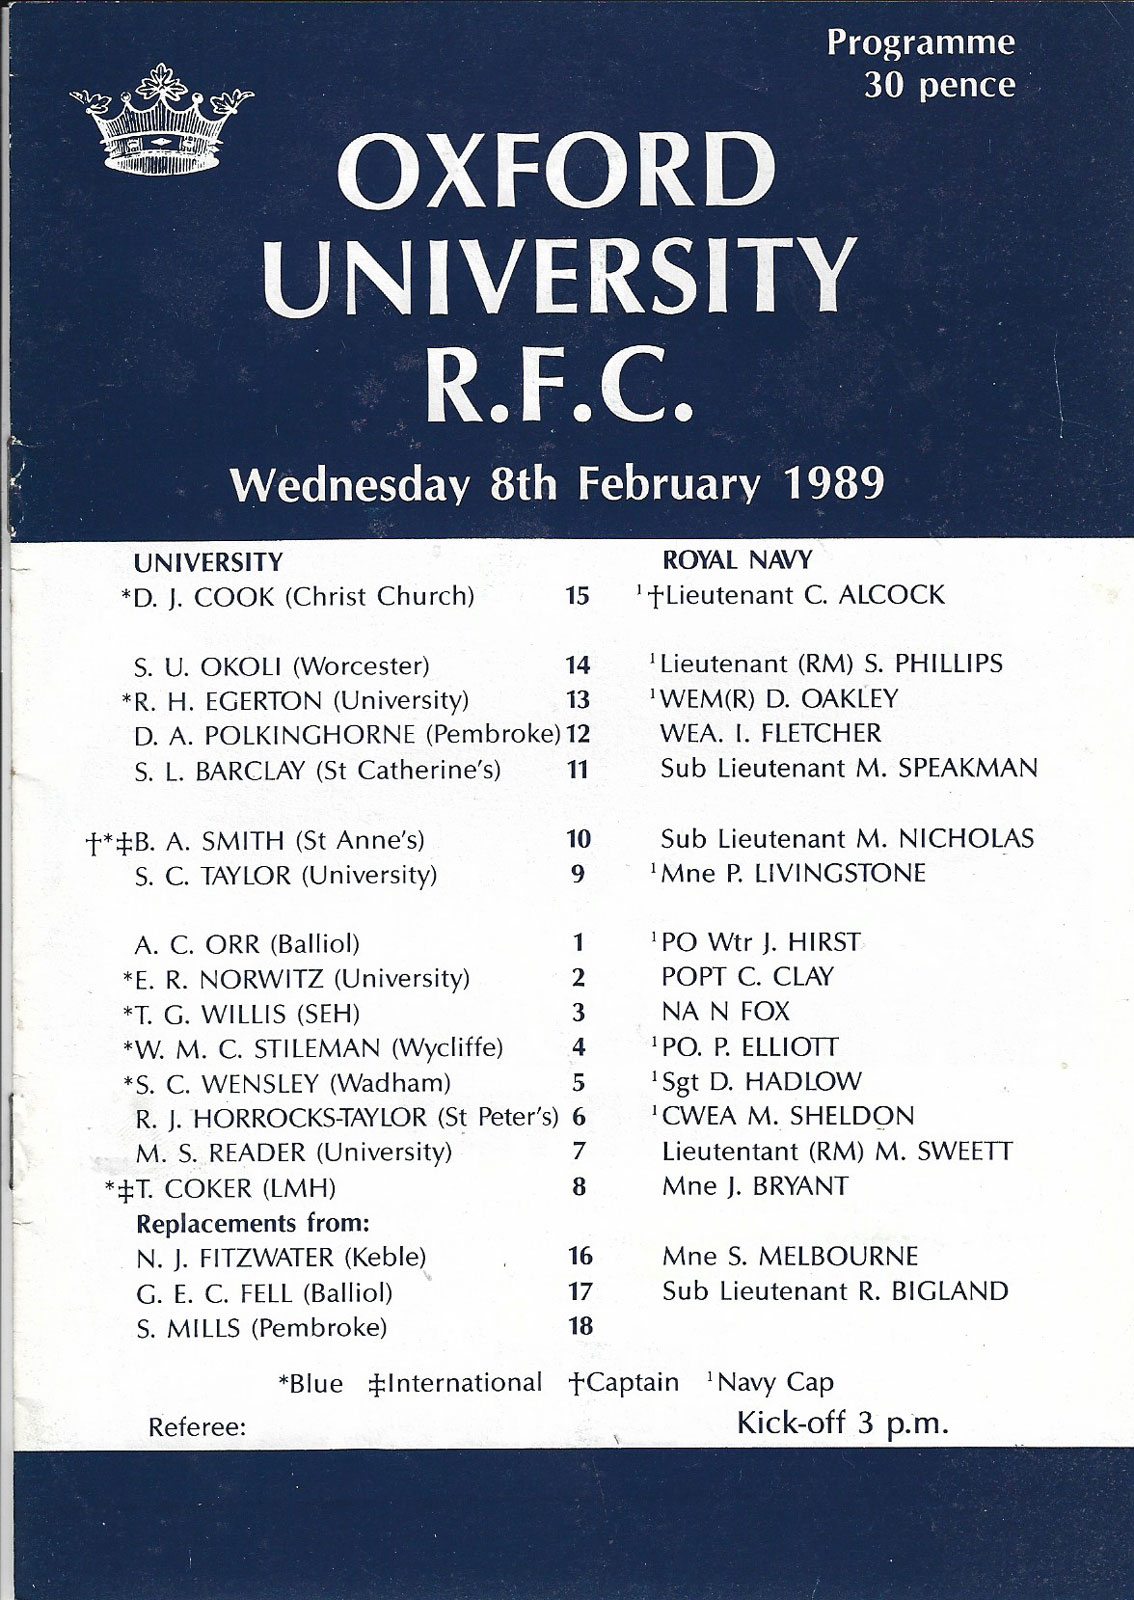 Programme
30 pence
OXFORD
UNIVERSITY
R.F.C.
Wednesday 8th February 1989
UNIVERSITY ROYAL NAVY
*D. J. COOK (Christ Church) 15 ¹†Lieutenant C. ALCOCK
S. U. OKOLI (Worcester) 14 ¹Lieutenant (RM) S. PHILLIPS
*R. H. EGERTON (University) 13 ¹WEM(R) D. OAKLEY
D. A. POLKINGHORNE (Pembroke) 12 WEA. I. FLETCHER
S. L. BARCLAY (St Catherine's) 11 Sub Lieutenant M. SPEAKMAN
†*‡B. A. SMITH (St Anne's) 10 Sub Lieutenant M. NICHOLAS
S. C. TAYLOR (University) 9 ¹Mne P. LIVINGSTONE
A. C. ORR (Balliol) 1 ¹PO Wtr J. HIRST
*E. R. NORWITZ (University) 2 POPT C. CLAY
*T. G. WILLIS (SEH) 3 NA N FOX
*W. M. C. STILEMAN (Wycliffe) 4 ¹PO. P. ELLIOTT
*S. C. WENSLEY (Wadham) 5 ¹Sgt D. HADLOW
R. J. HORROCKS-TAYLOR (St Peter's) 6 ¹CWEA M. SHELDON
M. S. READER (University) 7 Lieutentant (RM) M. SWEETT
*‡T. COKER (LMH) 8 Mne J. BRYANT
Replacements from:
N. J. FITZWATER (Keble) 16 Mne S. MELBOURNE
G. E. C. FELL (Balliol) 17 Sub Lieutenant R. BIGLAND
S. MILLS (Pembroke) 18
*Blue ‡International †Captain ¹Navy Cap
Referee: Kick-off 3 p.m.